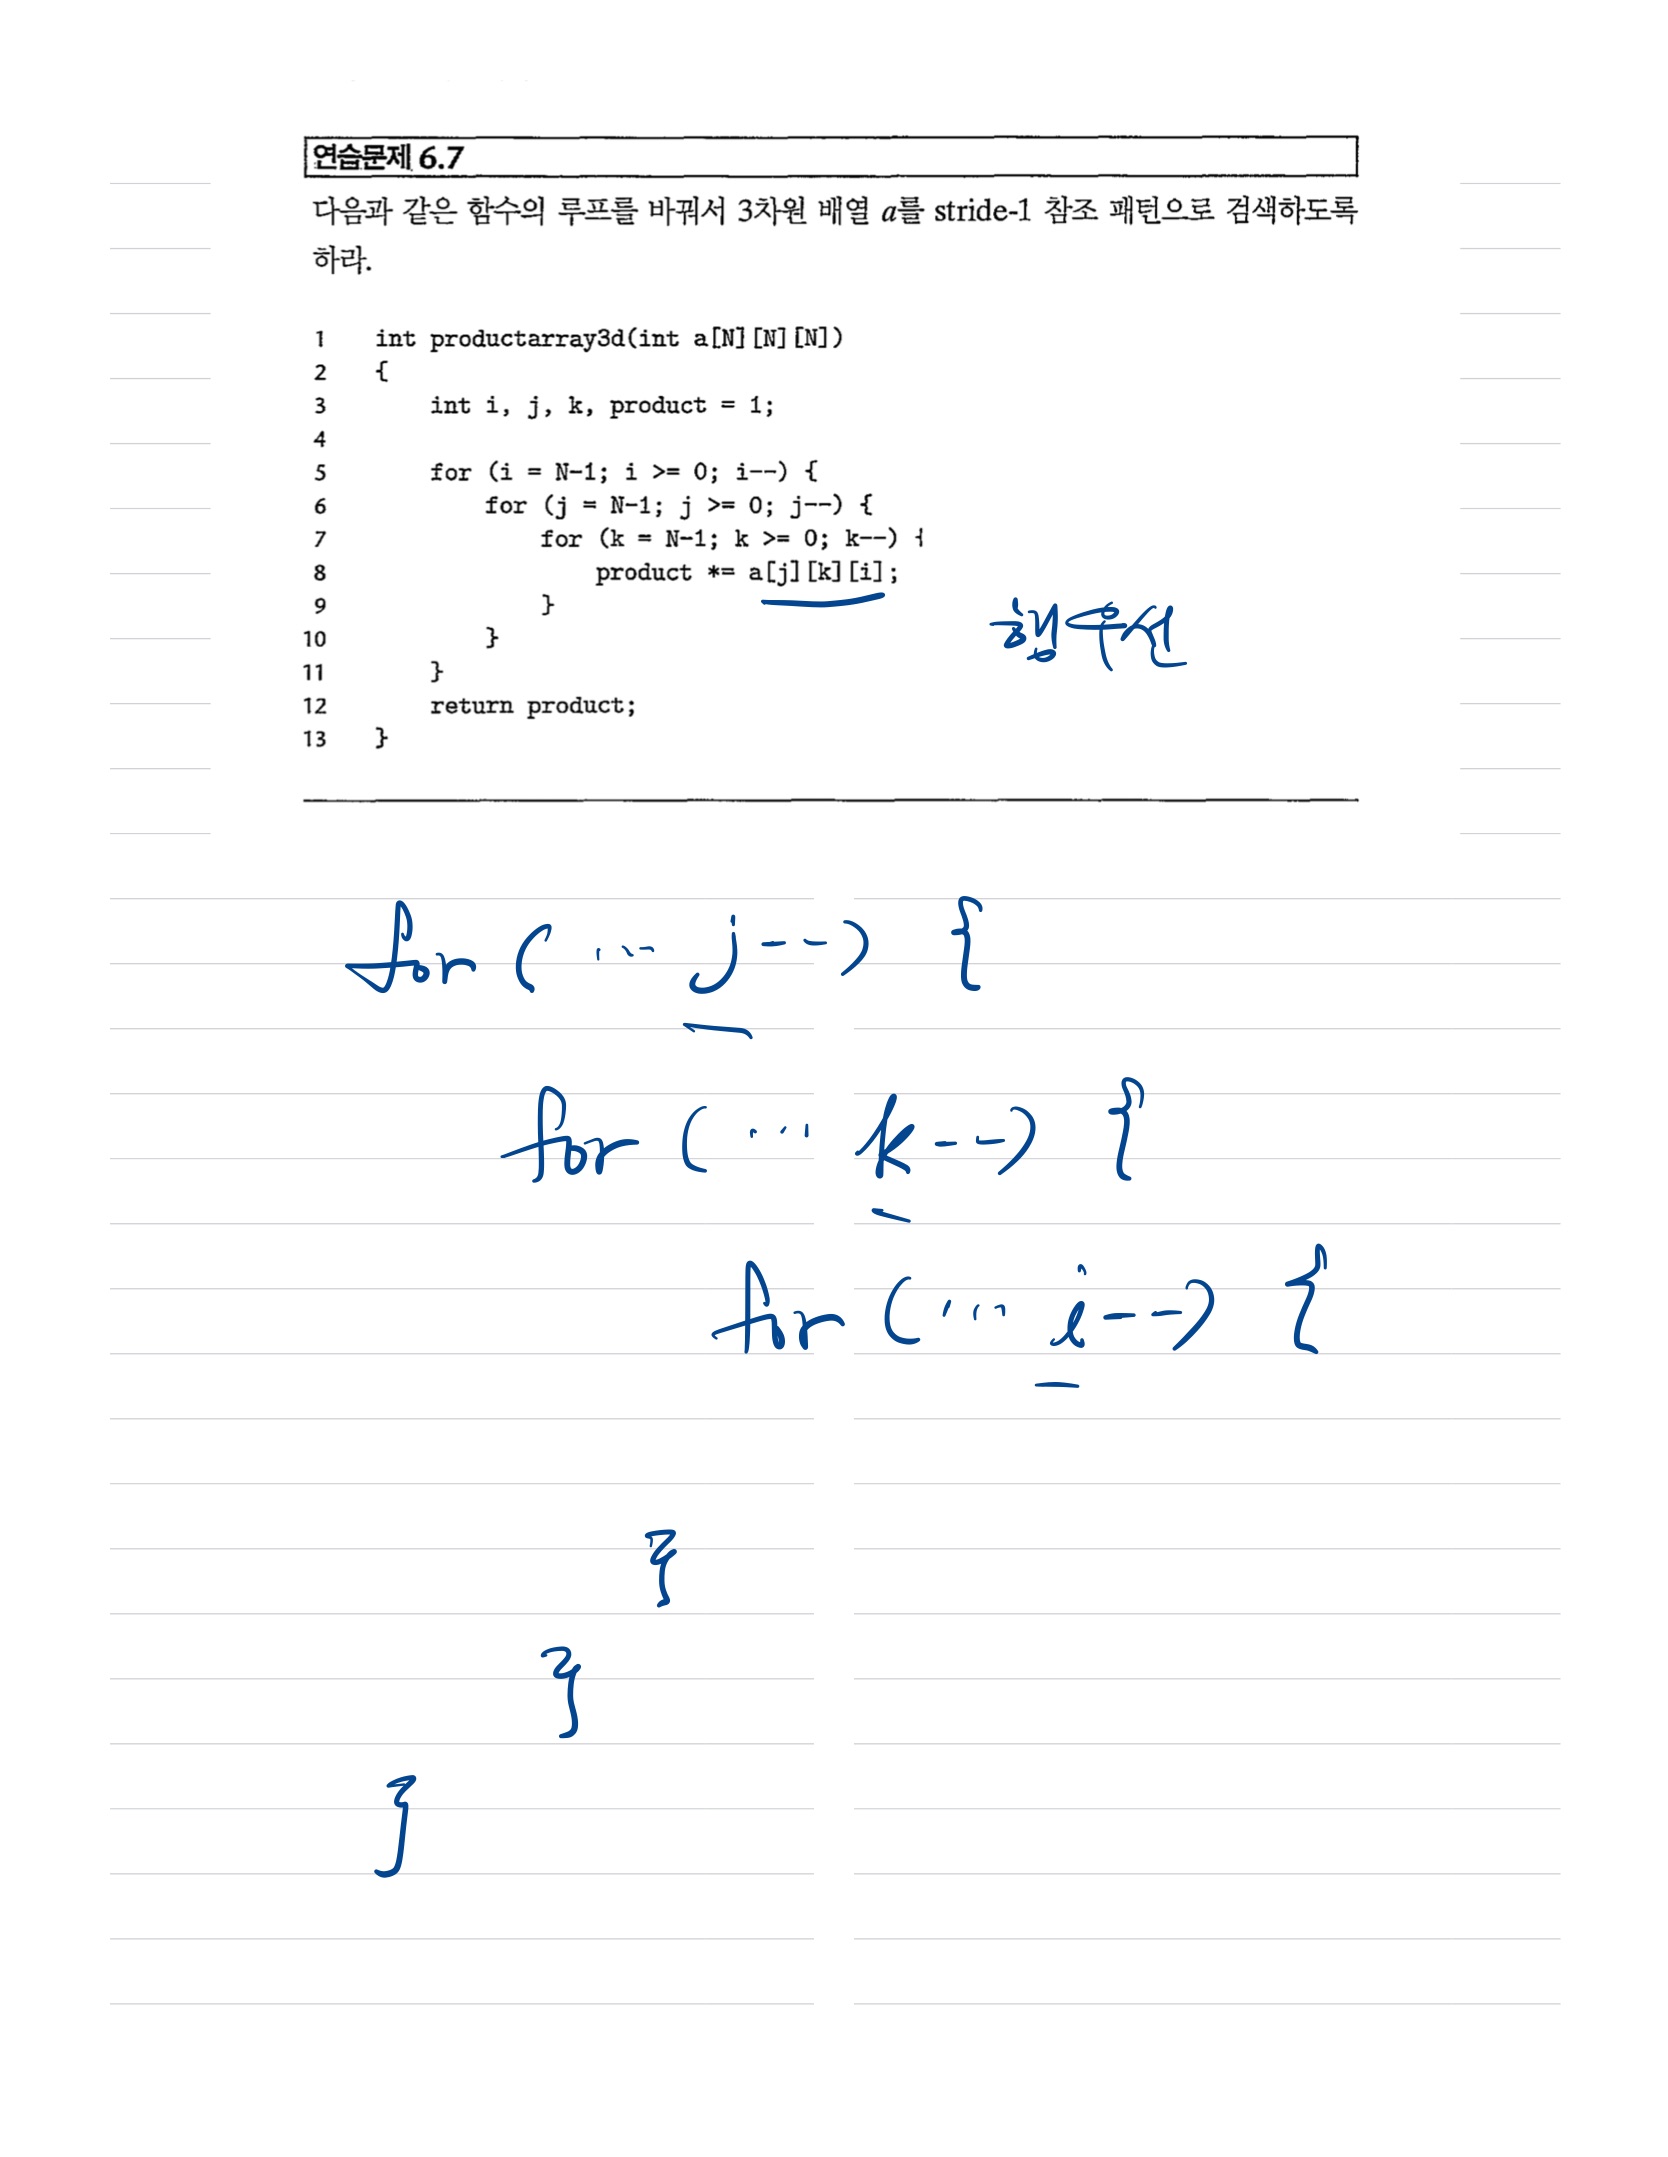 연습문제 6.7
다음과 같은 함수의 루프를 바꿔서 3차원 배열 a를 stride-1 참조 패턴으로 검색하도록
하라.
1 int productarray3d(int a[N][N][N])
2 {
3 int i, j, k, product = 1;
4
5 for (i = N-1; i >= 0; i--) {
6 for (j = N-1; j >= 0; j--) {
7 for (k = N-1; k >= 0; k--) {
8 product *= a[j][k][i];
9 }
행우선
10 }
11 }
12 return product;
13 }
for ( ... j--) {
for ( ... k--) {
for ( ... i--) {
}
}
}